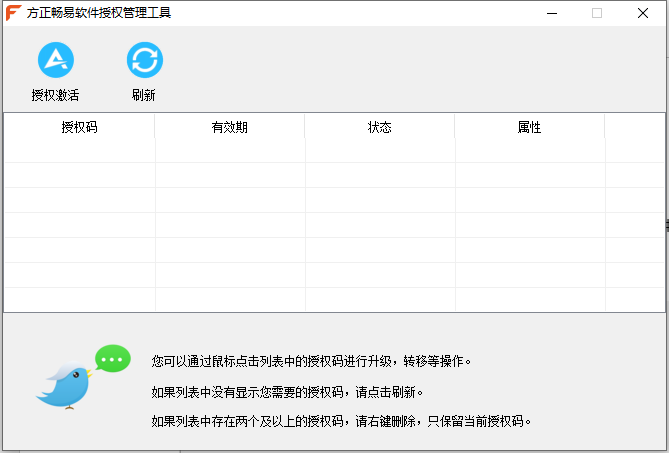 方正畅易软件授权管理工具
授权激活 刷新
授权码 有效期 状态 属性
您可以通过鼠标点击列表中的授权码进行升级，转移等操作。
如果列表中没有显示您需要的授权码，请点击刷新。
如果列表中存在两个及以上的授权码，请右键删除，只保留当前授权码。